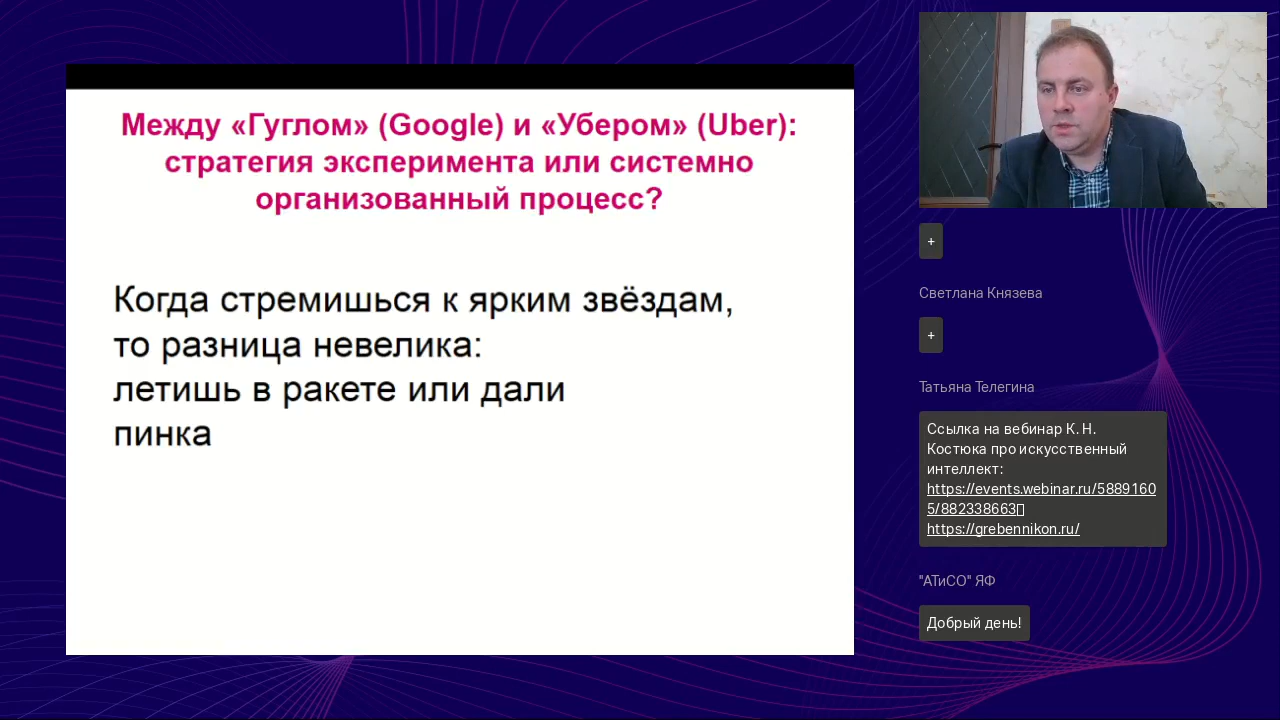 Между «Гуглом» (Google) и «Убером» (Uber):
стратегия эксперимента или системно
организованный процесс?
Когда стремишься к ярким звёздам,
то разница невелика:
летишь в ракете или дали
пинка
+
Светлана Князева
+
Татьяна Телегина
Ссылка на вебинар К. Н.
Костюка про искусственный
интеллект:
https://events.webinar.ru/5889160
5/882338663
https://grebennikon.ru/
"АТиСО" ЯФ
Добрый день!